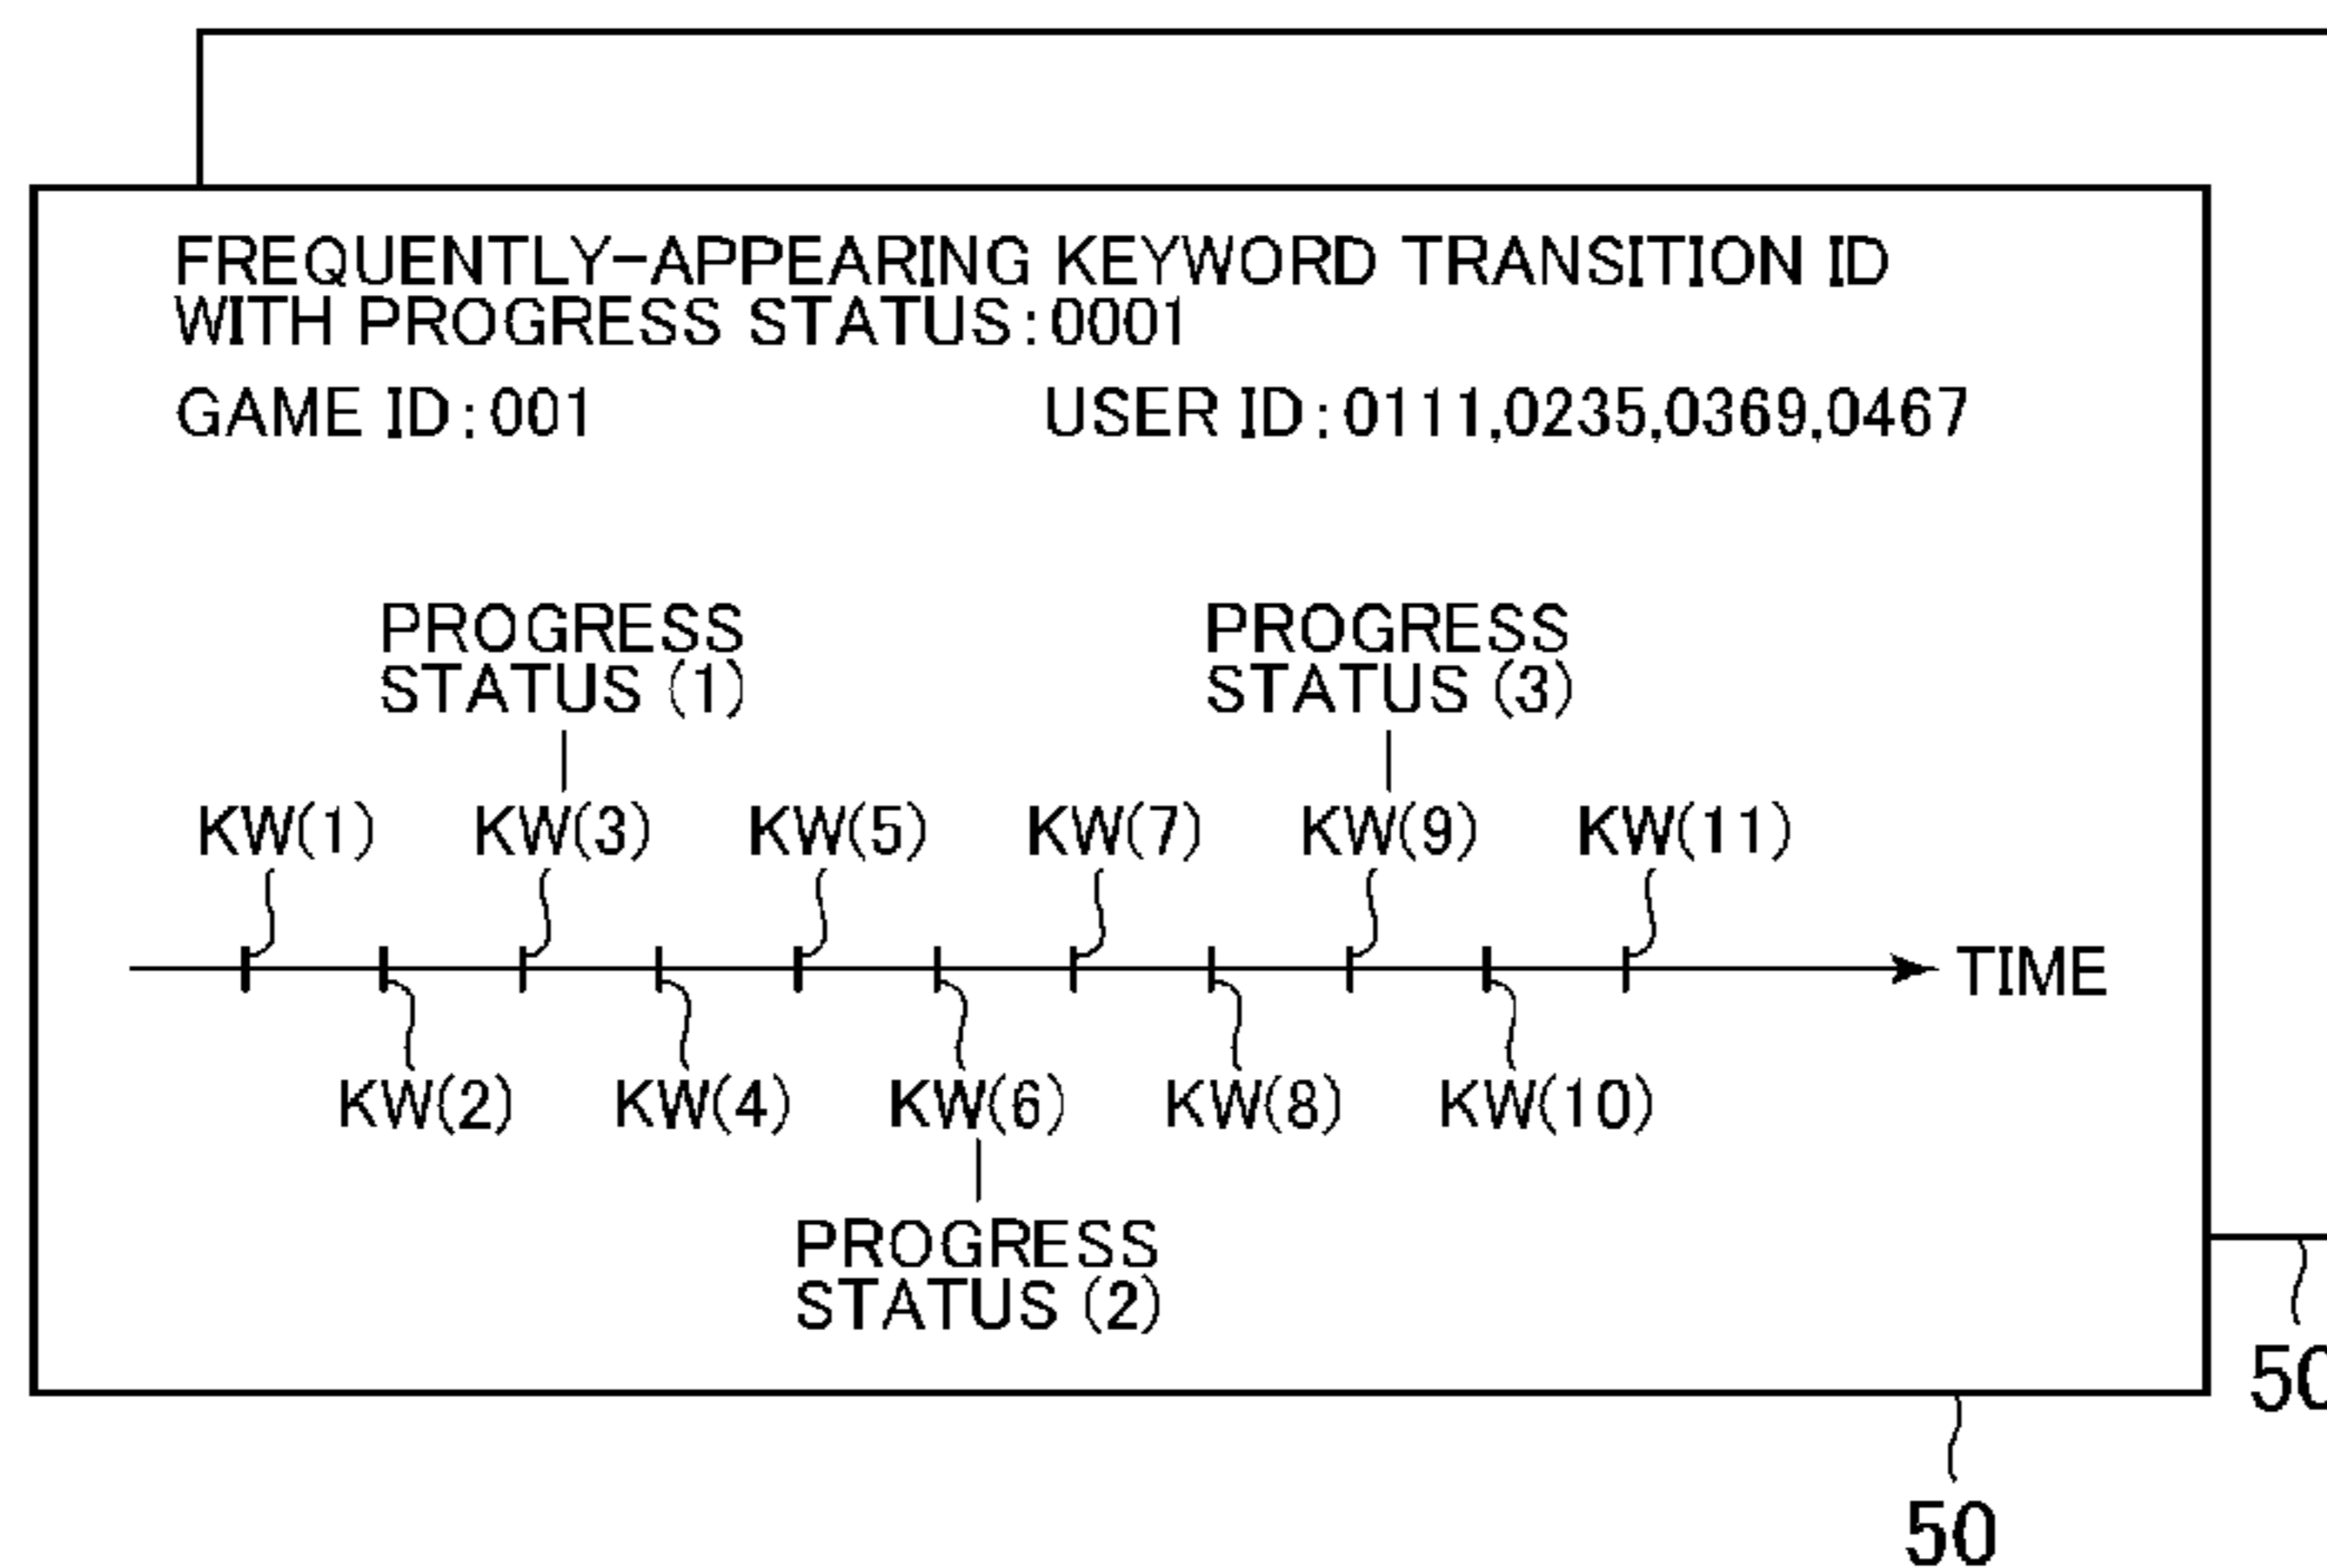 FREQUENTLY-APPEARING KEYWORD TRANSITION ID
WITH PROGRESS STATUS:0001
GAME ID:001 USER ID:0111,0235,0369,0467
PROGRESS
STATUS (1)
PROGRESS
STATUS (3)
KW(1) KW(3) KW(5) KW(7) KW(9) KW(11)
TIME
KW(2) KW(4) KW(6) KW(8) KW(10)
PROGRESS
STATUS (2)
50
50